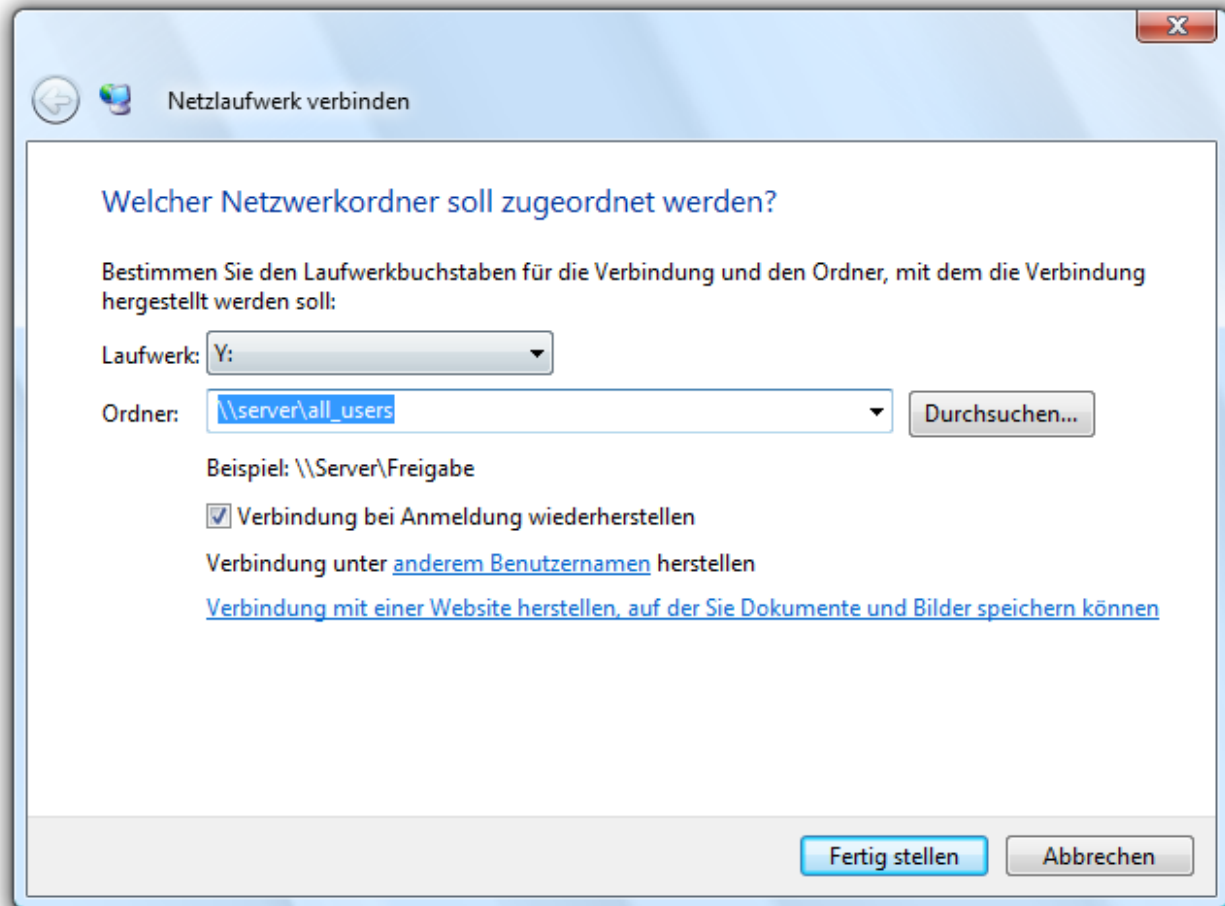 Netzlaufwerk verbinden
Welcher Netzwerkordner soll zugeordnet werden?
Bestimmen Sie den Laufwerkbuchstaben für die Verbindung und den Ordner, mit dem die Verbindung
hergestellt werden soll:
Laufwerk: Y:
Ordner: \\server\all_users Durchsuchen...
Beispiel: \\Server\Freigabe
Verbindung bei Anmeldung wiederherstellen
Verbindung unter anderem Benutzernamen herstellen
Verbindung mit einer Website herstellen, auf der Sie Dokumente und Bilder speichern können
Fertig stellen Abbrechen